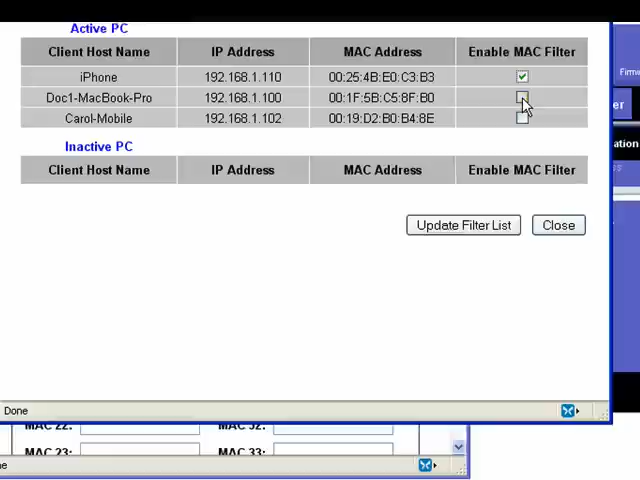 Active PC
Client Host Name IP Address MAC Address Enable MAC Filter
iPhone 192.168.1.110 00:25:4B:E0:C3:B3
Doc1-MacBook-Pro 192.168.1.100 00:1F:5B:C5:8F:B0
Carol-Mobile 192.168.1.102 00:19:D2:B0:B4:8E
Inactive PC
Client Host Name IP Address MAC Address Enable MAC Filter
Update Filter List Close
Done
MAC 22: MAC 32:
MAC 23: MAC 33:
Firmw
er
ation